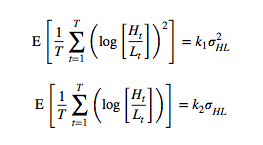 E [ 1/T ∑_{t=1}^{T} ( log [ H_t / L_t ] )^2 ] = k_1 σ_{HL}^2
E [ 1/T ∑_{t=1}^{T} ( log [ H_t / L_t ] ) ] = k_2 σ_{HL}